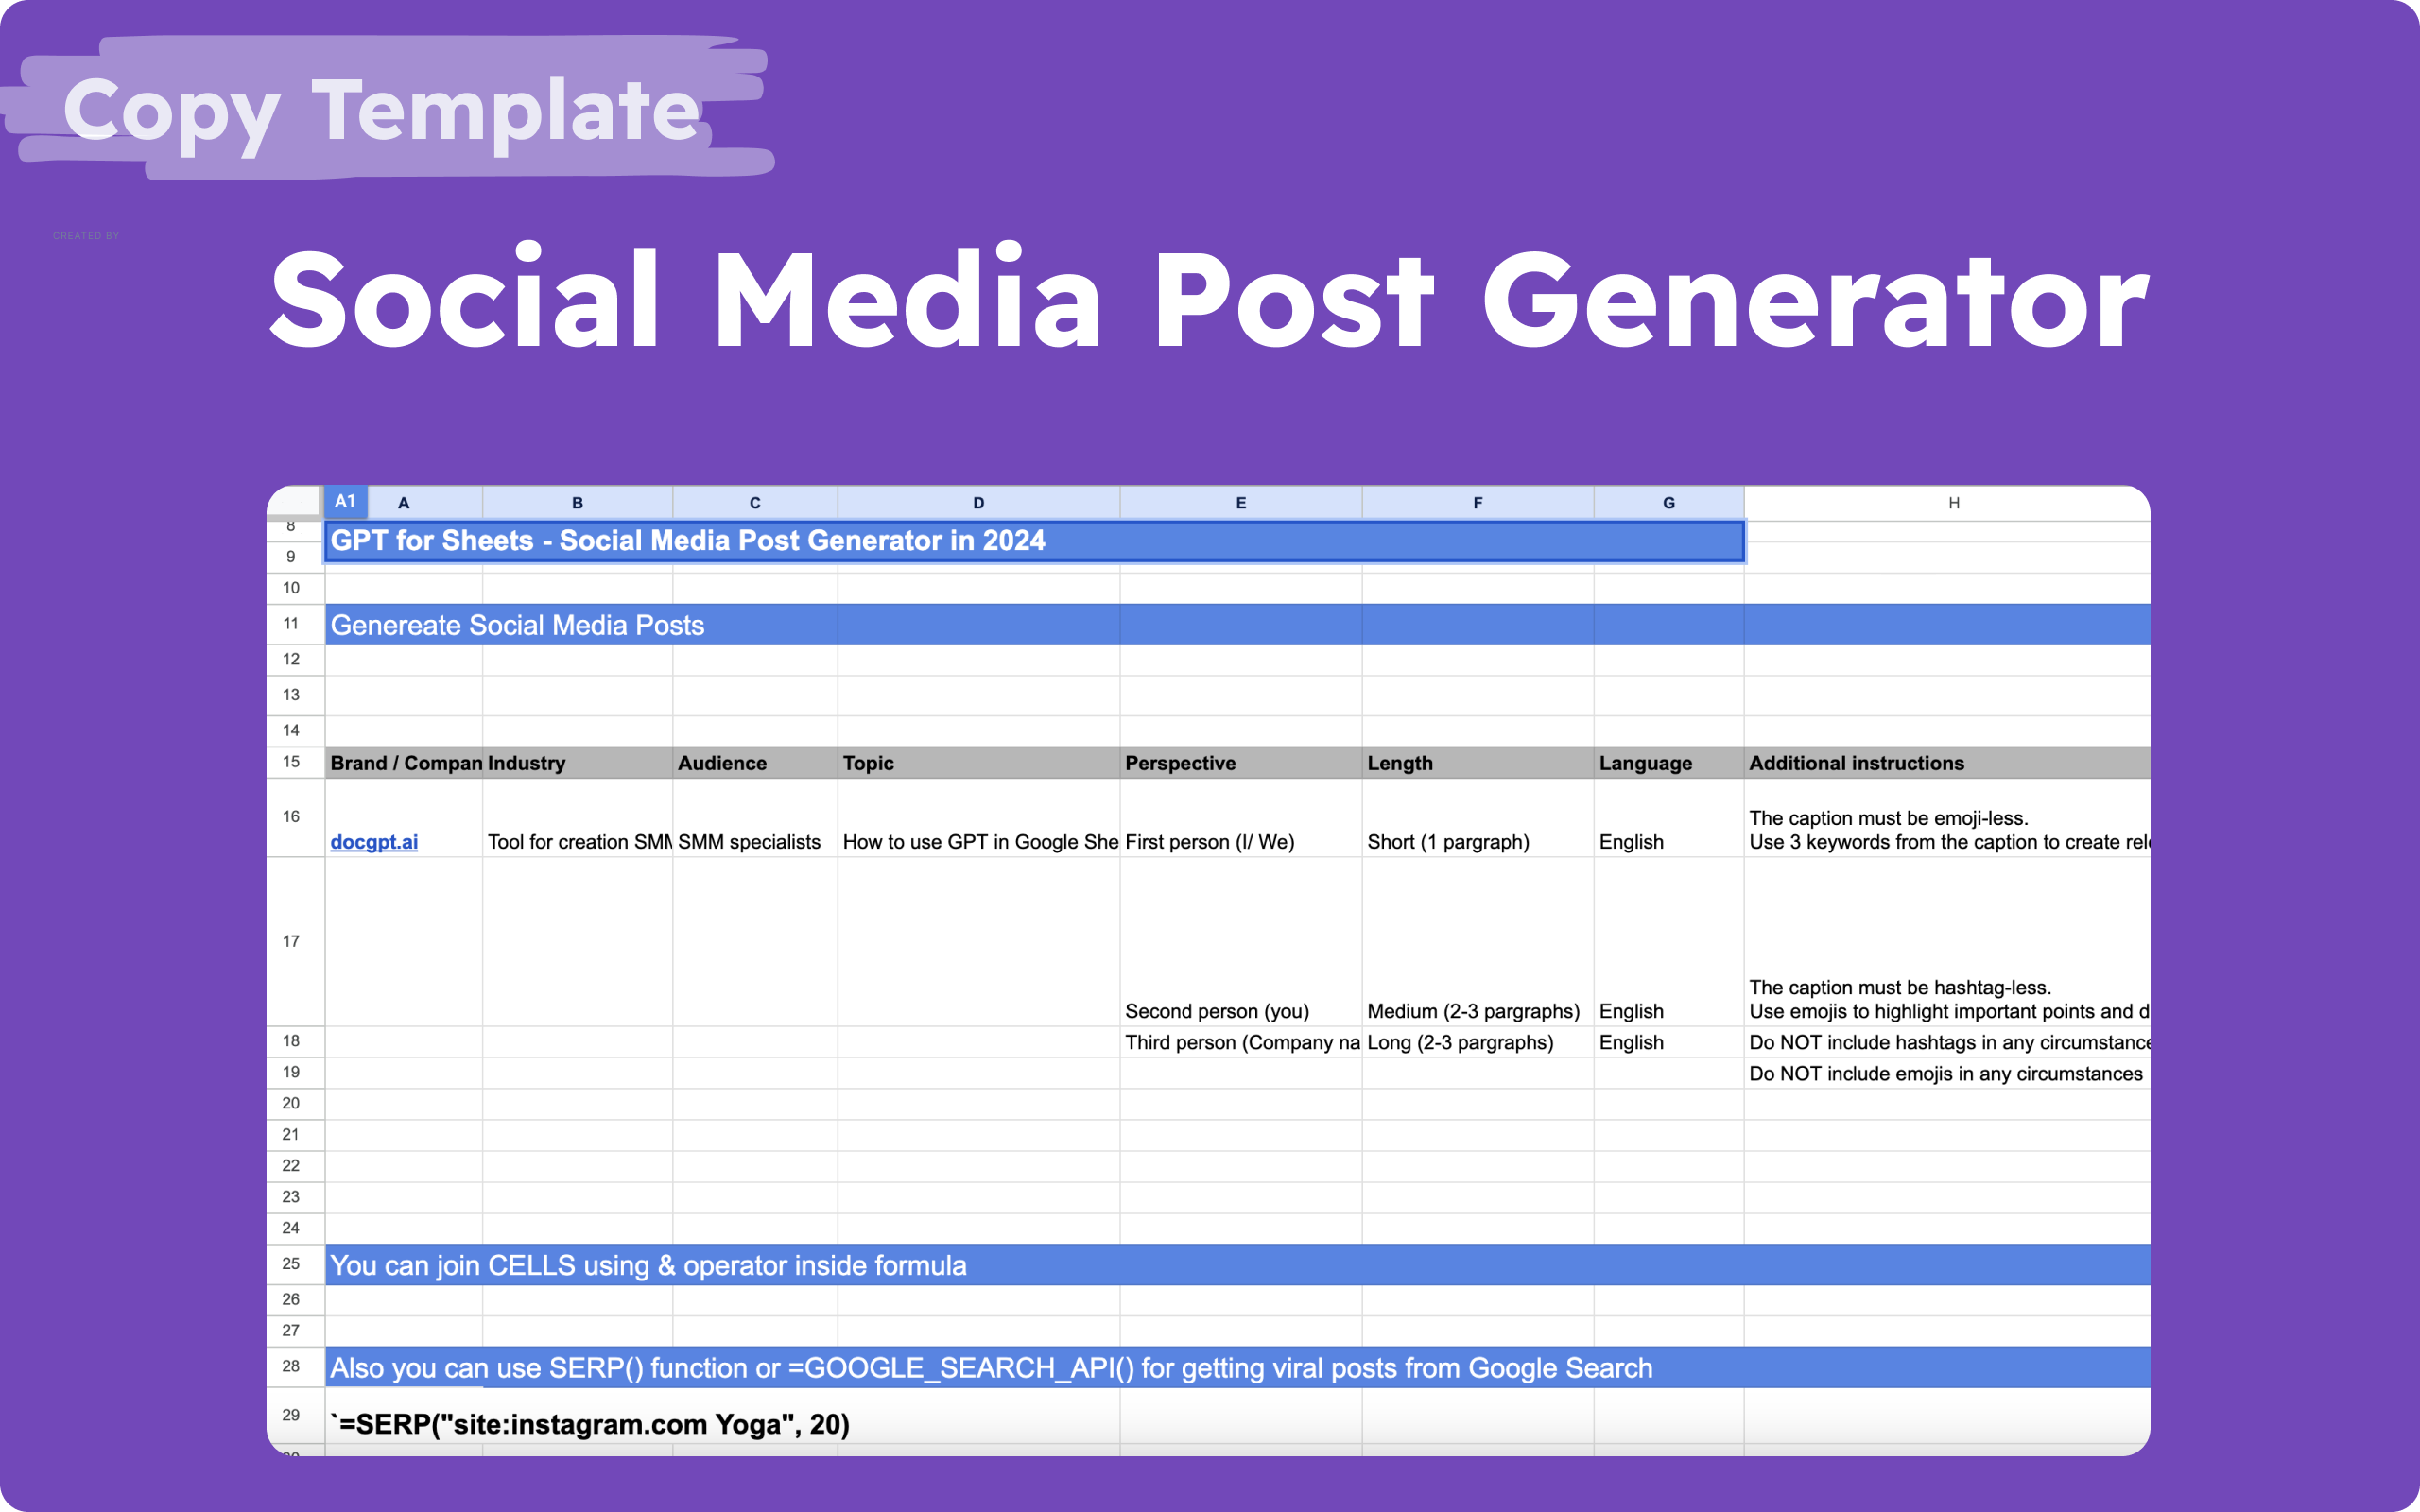 Copy Template
CREATED BY
Social Media Post Generator
A1 A B C D E F G H
8
GPT for Sheets - Social Media Post Generator in 2024
9
10
11 Genereate Social Media Posts
12
13
14
15 Brand / Compan Industry Audience Topic Perspective Length Language Additional instructions
The caption must be emoji-less.
16 docgpt.ai Tool for creation SMM SMM specialists How to use GPT in Google She First person (I/ We) Short (1 pargraph) English Use 3 keywords from the caption to create rel
17
The caption must be hashtag-less.
Second person (you) Medium (2-3 pargraphs) English Use emojis to highlight important points and d
18 Third person (Company na Long (2-3 pargraphs) English Do NOT include hashtags in any circumstance
19 Do NOT include emojis in any circumstances
20
21
22
23
24
25 You can join CELLS using & operator inside formula
26
27
28 Also you can use SERP() function or =GOOGLE_SEARCH_API() for getting viral posts from Google Search
29 `=SERP("site:instagram.com Yoga", 20)